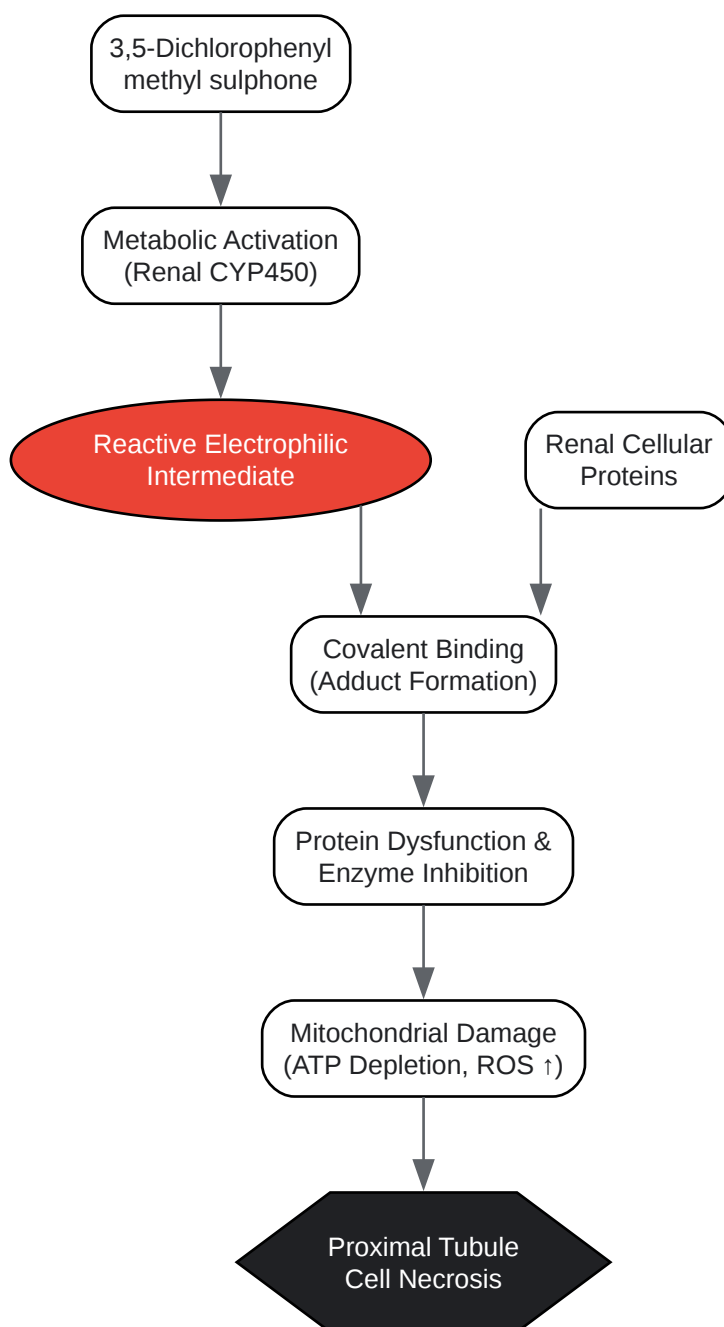 3,5-Dichlorophenyl
methyl sulphone
Metabolic Activation
(Renal CYP450)
Reactive Electrophilic
Intermediate
Renal Cellular
Proteins
Covalent Binding
(Adduct Formation)
Protein Dysfunction &
Enzyme Inhibition
Mitochondrial Damage
(ATP Depletion, ROS ↑)
Proximal Tubule
Cell Necrosis